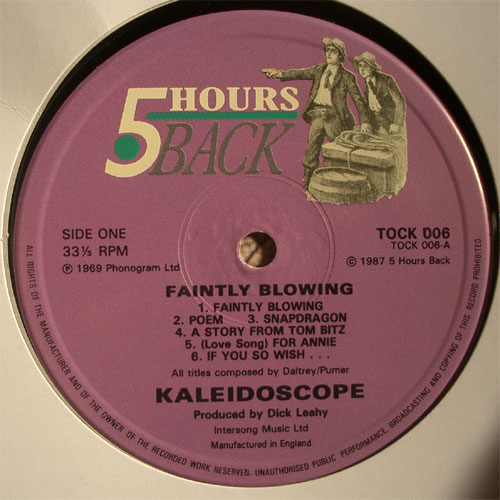 5 HOURS
BACK
SIDE ONE
33⅓ RPM
Ⓟ 1969 Phonogram Ltd
TOCK 006
TOCK 006-A
© 1987 5 Hours Back
FAINTLY BLOWING
1. FAINTLY BLOWING
2. POEM 3. SNAPDRAGON
4. A STORY FROM TOM BITZ
5. (Love Song) FOR ANNIE
6. IF YOU SO WISH . . .
All titles composed by Daltrey/Pumer
KALEIDOSCOPE
Produced by Dick Leahy
Intersong Music Ltd
Manufactured in England
ALL RIGHTS OF THE MANUFACTURER AND OF THE OWNER OF THE RECORDED WORK RESERVED. UNAUTHORISED PUBLIC PERFORMANCE, BROADCASTING AND COPYING OF THIS RECORD PROHIBITED.